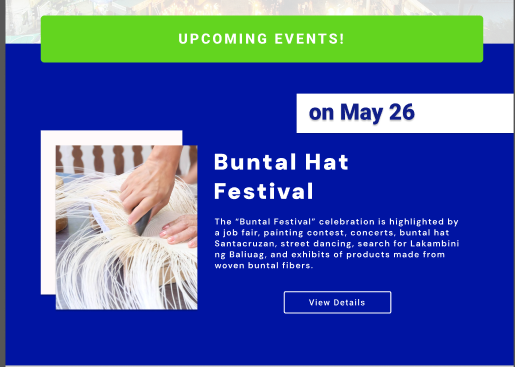 UPCOMING EVENTS!
on May 26
Buntal Hat
Festival
The “Buntal Festival” celebration is highlighted by
a job fair, painting contest, concerts, buntal hat
Santacruzan, street dancing, search for Lakambini
ng Baliuag, and exhibits of products made from
woven buntal fibers.
View Details